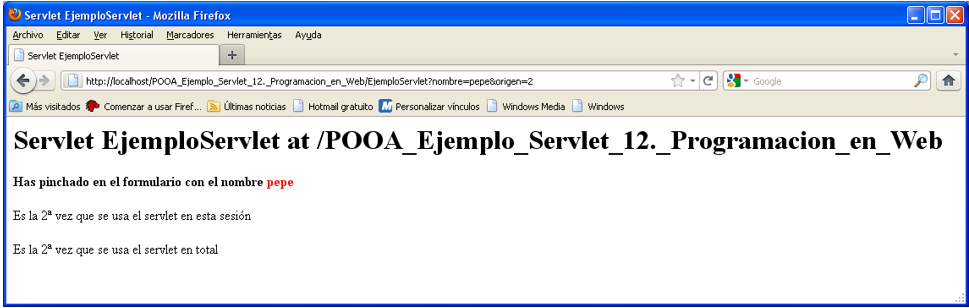 Servlet EjemploServlet - Mozilla Firefox
Archivo Editar Ver Historial Marcadores Herramientas Ayuda
Servlet EjemploServlet
http://localhost/POOA_Ejemplo_Servlet_12._Programacion_en_Web/EjemploServlet?nombre=pepe&origen=2
Google
Más visitados Comenzar a usar Firef... Últimas noticias Hotmail gratuito Personalizar vínculos Windows Media Windows
Servlet EjemploServlet at /POOA_Ejemplo_Servlet_12._Programacion_en_Web
Has pinchado en el formulario con el nombre pepe
Es la 2ª vez que se usa el servlet en esta sesión
Es la 2ª vez que se usa el servlet en total